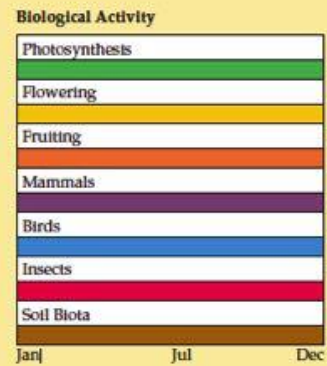 Biological Activity
Photosynthesis
Flowering
Fruiting
Mammals
Birds
Insects
Soil Biota
Jan| Jul Dec